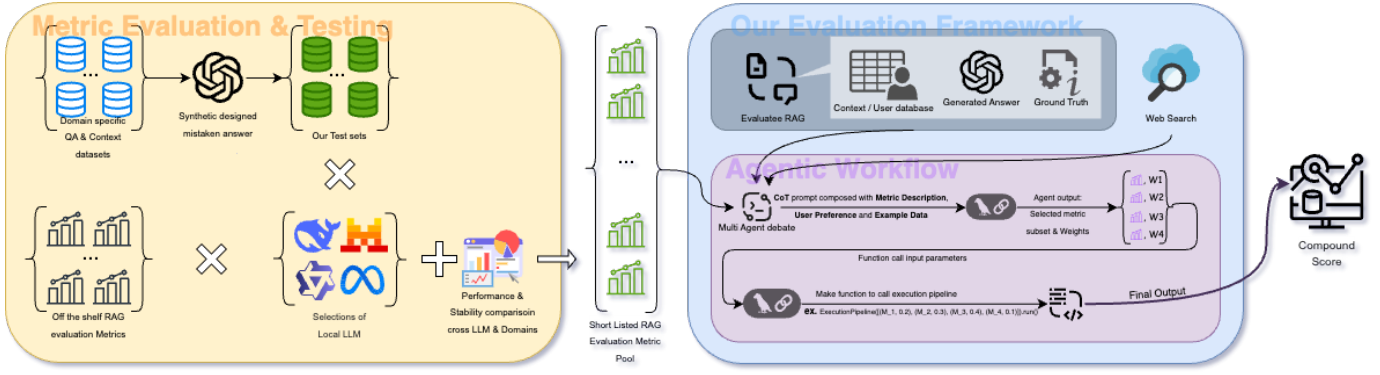 Metric Evaluation & Testing
...
Domain specific
QA & Context
datasets
Synthetic designed
mistaken answer
...
Our Test sets
...
Off the shelf RAG
evaluation Metrics
...
Selections of
Local LLM
Performance &
Stability comparisoin
cross LLM & Domains
...
Short Listed RAG
Evaluation Metric
Pool
Our Evaluation Framework
Evaluatee RAG
Context / User database
Generated Answer
Ground Truth
Web Search
Agentic Workflow
Multi Agent debate
CoT prompt composed with Metric Description,
User Preference and Example Data
Agent output:
Selected metric
subset & Weights
, W1
, W2
, W3
, W4
Function call input parameters
Make function to call execution pipeline
ex. ExecutionPipeline([(M_1, 0.2), (M_2, 0.3), (M_3, 0.4), (M_4, 0.1)]).run()
Final Output
Compound
Score